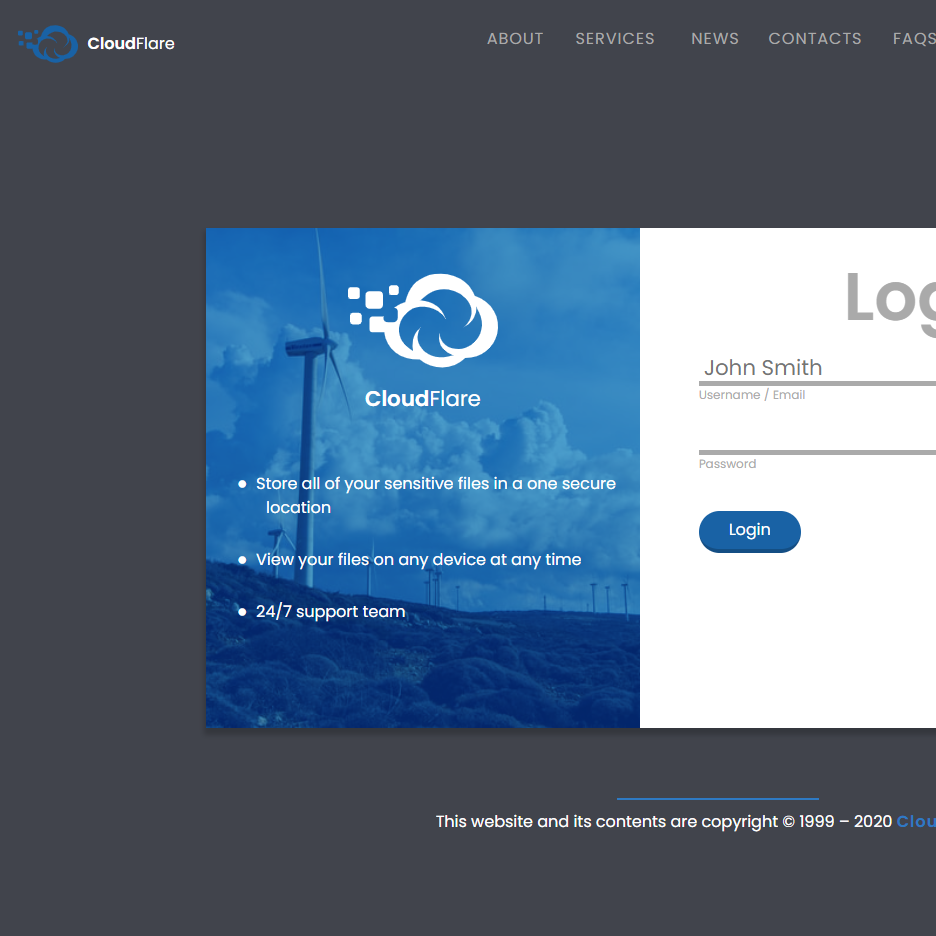 CloudFlare
ABOUT SERVICES NEWS CONTACTS FAQS
CloudFlare
● Store all of your sensitive files in a one secure
location
● View your files on any device at any time
● 24/7 support team
Log
John Smith
Username / Email
Password
Login
This website and its contents are copyright © 1999 – 2020 Clou